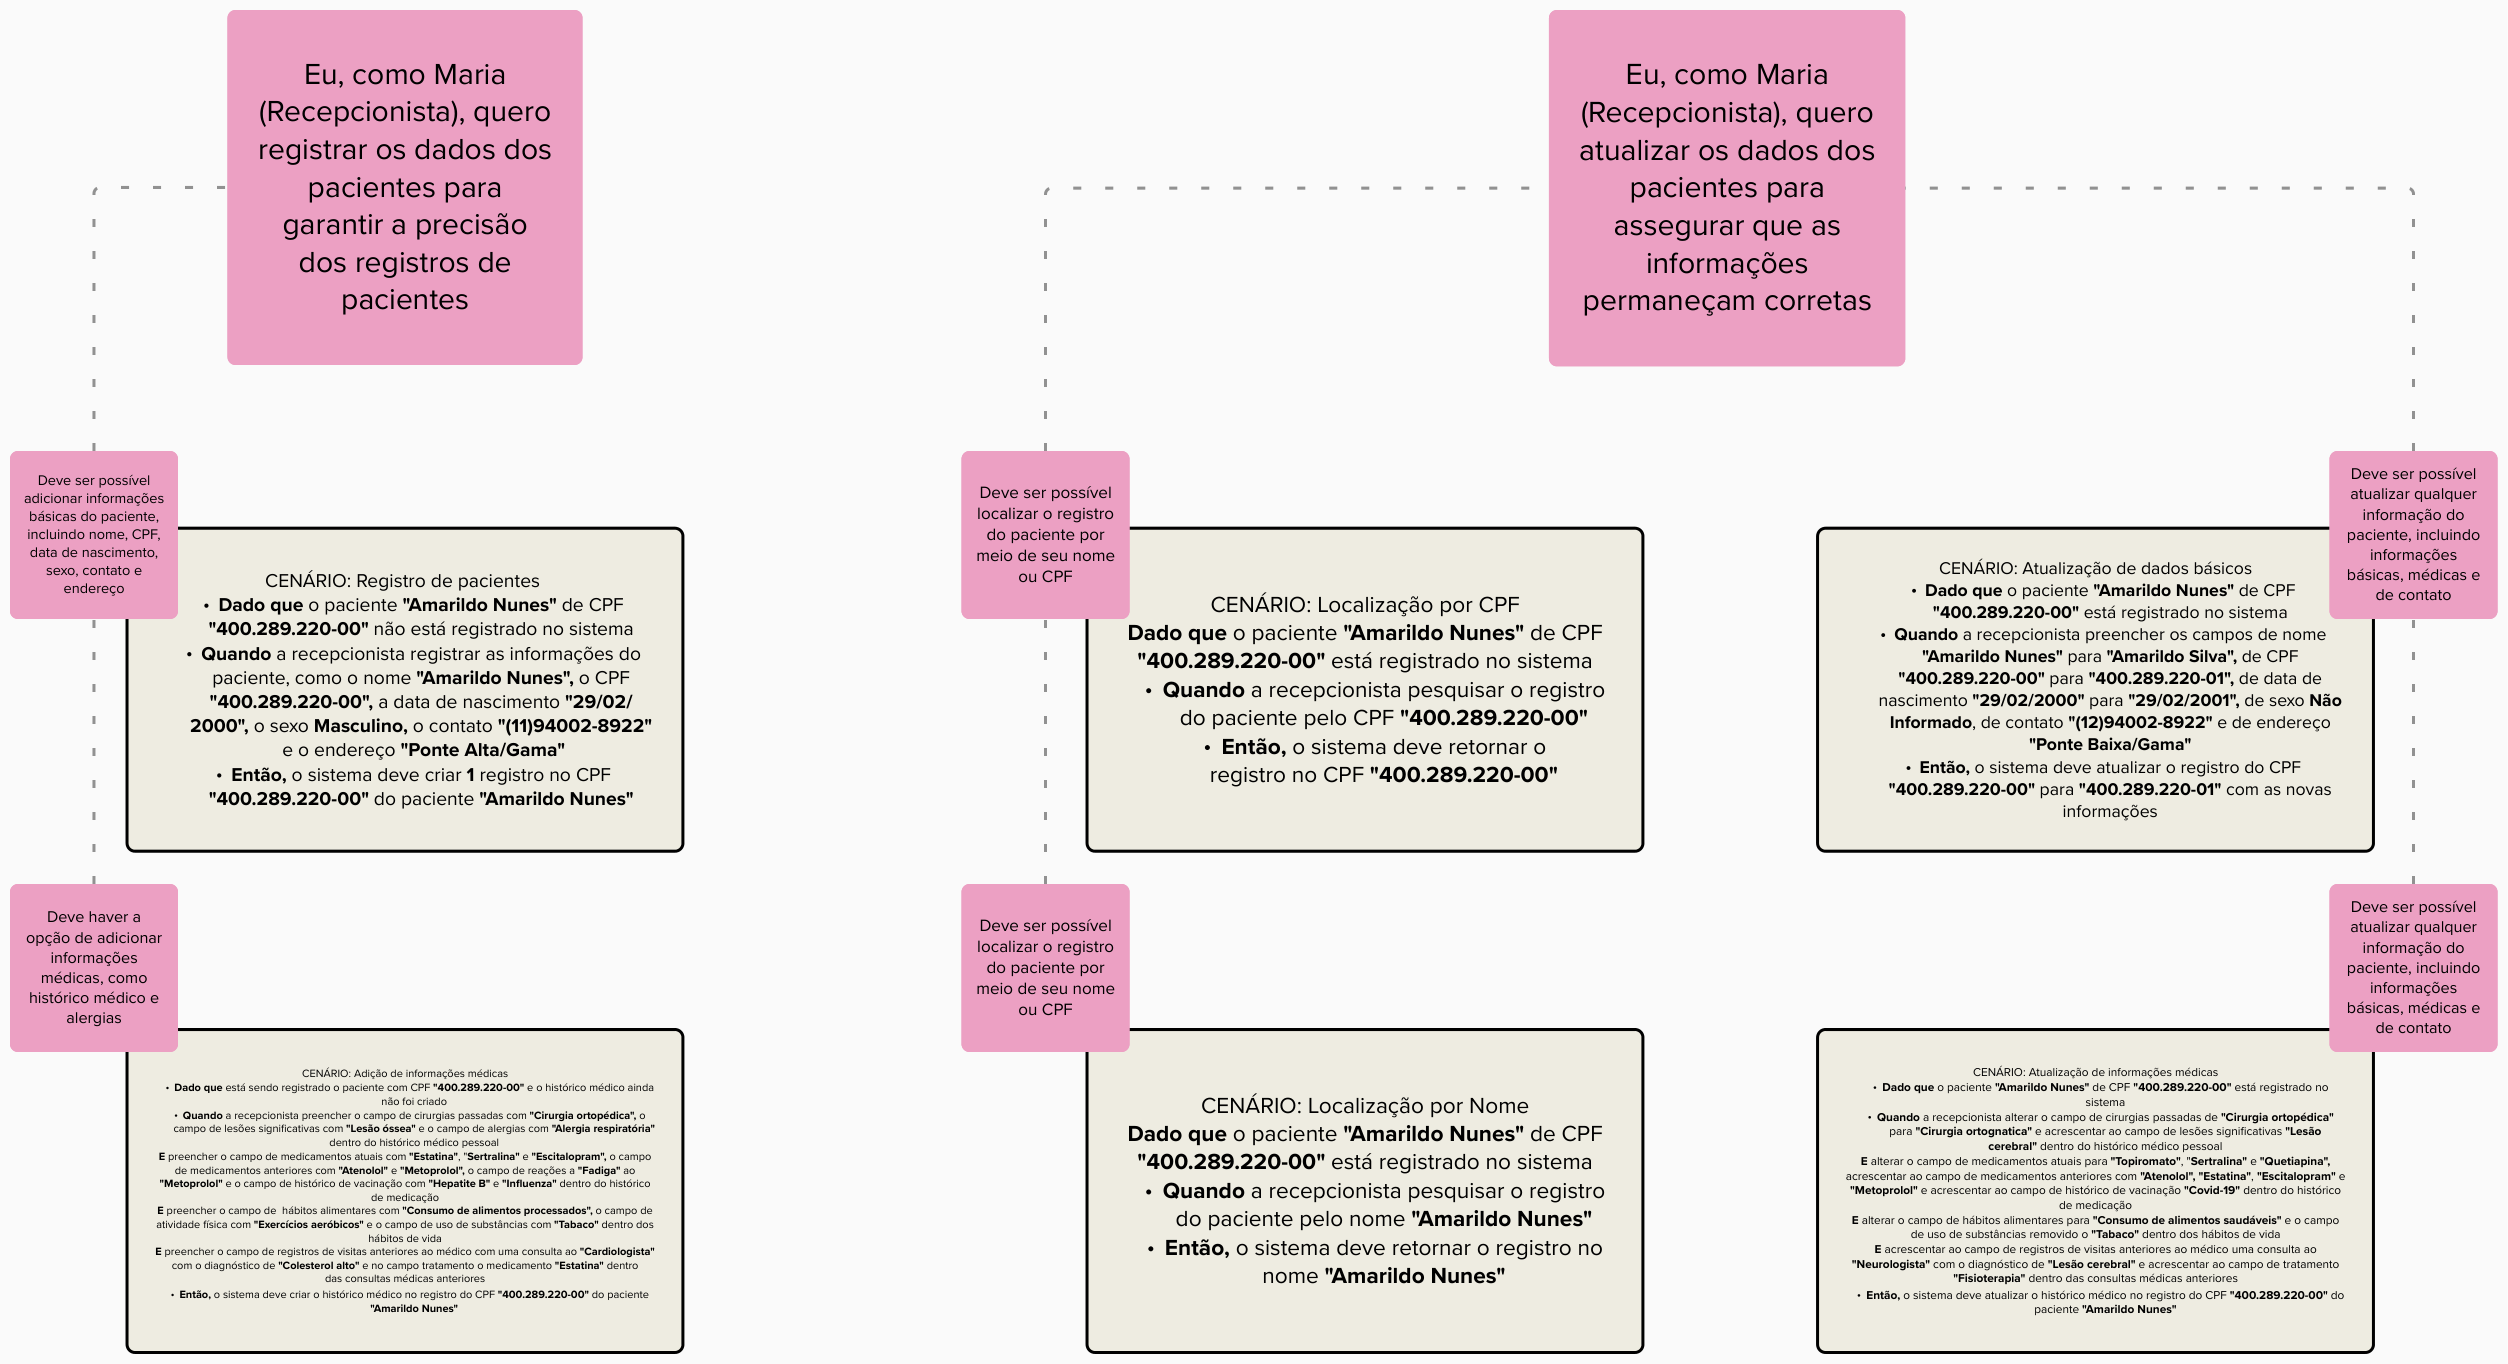 Eu, como Maria
(Recepcionista), quero
registrar os dados dos
pacientes para
garantir a precisão
dos registros de
pacientes
Eu, como Maria
(Recepcionista), quero
atualizar os dados dos
pacientes para
assegurar que as
informações
permaneçam corretas
Deve ser possível
adicionar informações
básicas do paciente,
incluindo nome, CPF,
data de nascimento,
sexo, contato e
endereço
CENÁRIO: Registro de pacientes
• Dado que o paciente "Amarildo Nunes" de CPF
"400.289.220-00" não está registrado no sistema
• Quando a recepcionista registrar as informações do
paciente, como o nome "Amarildo Nunes", o CPF
"400.289.220-00", a data de nascimento "29/02/
2000", o sexo Masculino, o contato "(11)94002-8922"
e o endereço "Ponte Alta/Gama"
• Então, o sistema deve criar 1 registro no CPF
"400.289.220-00" do paciente "Amarildo Nunes"
Deve ser possível
localizar o registro
do paciente por
meio de seu nome
ou CPF
CENÁRIO: Localização por CPF
Dado que o paciente "Amarildo Nunes" de CPF
"400.289.220-00" está registrado no sistema
• Quando a recepcionista pesquisar o registro
do paciente pelo CPF "400.289.220-00"
• Então, o sistema deve retornar o
registro no CPF "400.289.220-00"
Deve ser possível
atualizar qualquer
informação do
paciente, incluindo
informações
básicas, médicas e
de contato
CENÁRIO: Atualização de dados básicos
• Dado que o paciente "Amarildo Nunes" de CPF
"400.289.220-00" está registrado no sistema
• Quando a recepcionista preencher os campos de nome
"Amarildo Nunes" para "Amarildo Silva", de CPF
"400.289.220-00" para "400.289.220-01", de data de
nascimento "29/02/2000" para "29/02/2001", de sexo Não
Informado, de contato "(12)94002-8922" e de endereço
"Ponte Baixa/Gama"
• Então, o sistema deve atualizar o registro do CPF
"400.289.220-00" para "400.289.220-01" com as novas
informações
Deve haver a
opção de adicionar
informações
médicas, como
histórico médico e
alergias
CENÁRIO: Adição de informações médicas
• Dado que está sendo registrado o paciente com CPF "400.289.220-00" e o histórico médico ainda
não foi criado
• Quando a recepcionista preencher o campo de cirurgias passadas com "Cirurgia ortopédica", o
campo de lesões significativas com "Lesão óssea" e o campo de alergias com "Alergia respiratória"
dentro do histórico médico pessoal
E preencher o campo de medicamentos atuais com "Estatina", "Sertralina" e "Escitalopram", o campo
de medicamentos anteriores com "Atenolol" e "Metoprolol", o campo de reações a "Fadiga" ao
"Metoprolol" e o campo de histórico de vacinação com "Hepatite B" e "Influenza" dentro do histórico
de medicação
E preencher o campo de  hábitos alimentares com "Consumo de alimentos processados", o campo de
atividade física com "Exercícios aeróbicos" e o campo de uso de substâncias com "Tabaco" dentro dos
hábitos de vida
E preencher o campo de registros de visitas anteriores ao médico com uma consulta ao "Cardiologista"
com o diagnóstico de "Colesterol alto" e no campo tratamento o medicamento "Estatina" dentro
das consultas médicas anteriores
• Então, o sistema deve criar o histórico médico no registro do CPF "400.289.220-00" do paciente
"Amarildo Nunes"
Deve ser possível
localizar o registro
do paciente por
meio de seu nome
ou CPF
CENÁRIO: Localização por Nome
Dado que o paciente "Amarildo Nunes" de CPF
"400.289.220-00" está registrado no sistema
• Quando a recepcionista pesquisar o registro
do paciente pelo nome "Amarildo Nunes"
• Então, o sistema deve retornar o registro no
nome "Amarildo Nunes"
Deve ser possível
atualizar qualquer
informação do
paciente, incluindo
informações
básicas, médicas e
de contato
CENÁRIO: Atualização de informações médicas
• Dado que o paciente "Amarildo Nunes" de CPF "400.289.220-00" está registrado no
sistema
• Quando a recepcionista alterar o campo de cirurgias passadas de "Cirurgia ortopédica"
para "Cirurgia ortognatica" e acrescentar ao campo de lesões significativas "Lesão
cerebral" dentro do histórico médico pessoal
E alterar o campo de medicamentos atuais para "Topiromato", "Sertralina" e "Quetiapina",
acrescentar ao campo de medicamentos anteriores com "Atenolol", "Estatina", "Escitalopram" e
"Metoprolol" e acrescentar ao campo de histórico de vacinação "Covid-19" dentro do histórico
de medicação
E alterar o campo de hábitos alimentares para "Consumo de alimentos saudáveis" e o campo
de uso de substâncias removido o "Tabaco" dentro dos hábitos de vida
E acrescentar ao campo de registros de visitas anteriores ao médico uma consulta ao
"Neurologista" com o diagnóstico de "Lesão cerebral" e acrescentar ao campo de tratamento
"Fisioterapia" dentro das consultas médicas anteriores
• Então, o sistema deve atualizar o histórico médico no registro do CPF "400.289.220-00" do
paciente "Amarildo Nunes"